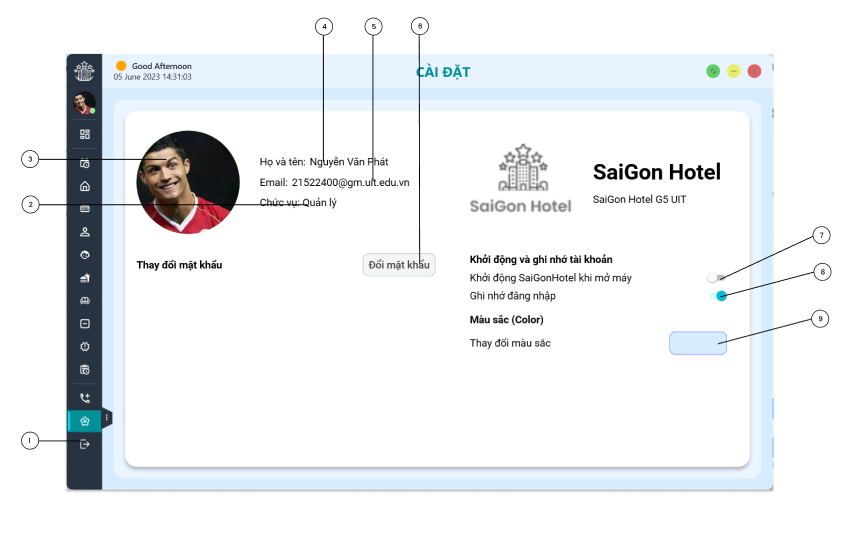 4
5
6
Good Afternoon
05 June 2023 14:31:03
CÀI ĐẶT
3
Họ và tên: Nguyễn Văn Phát
Email: 21522400@gm.uit.edu.vn
2
Chức vụ: Quản lý
SaiGon Hotel
SaiGon Hotel
SaiGon Hotel G5 UIT
7
Thay đổi mật khẩu
Đổi mật khẩu
Khởi động và ghi nhớ tài khoản
Khởi động SaiGonHotel khi mở máy
8
Ghi nhớ đăng nhập
Màu sắc (Color)
9
Thay đổi màu sắc
1